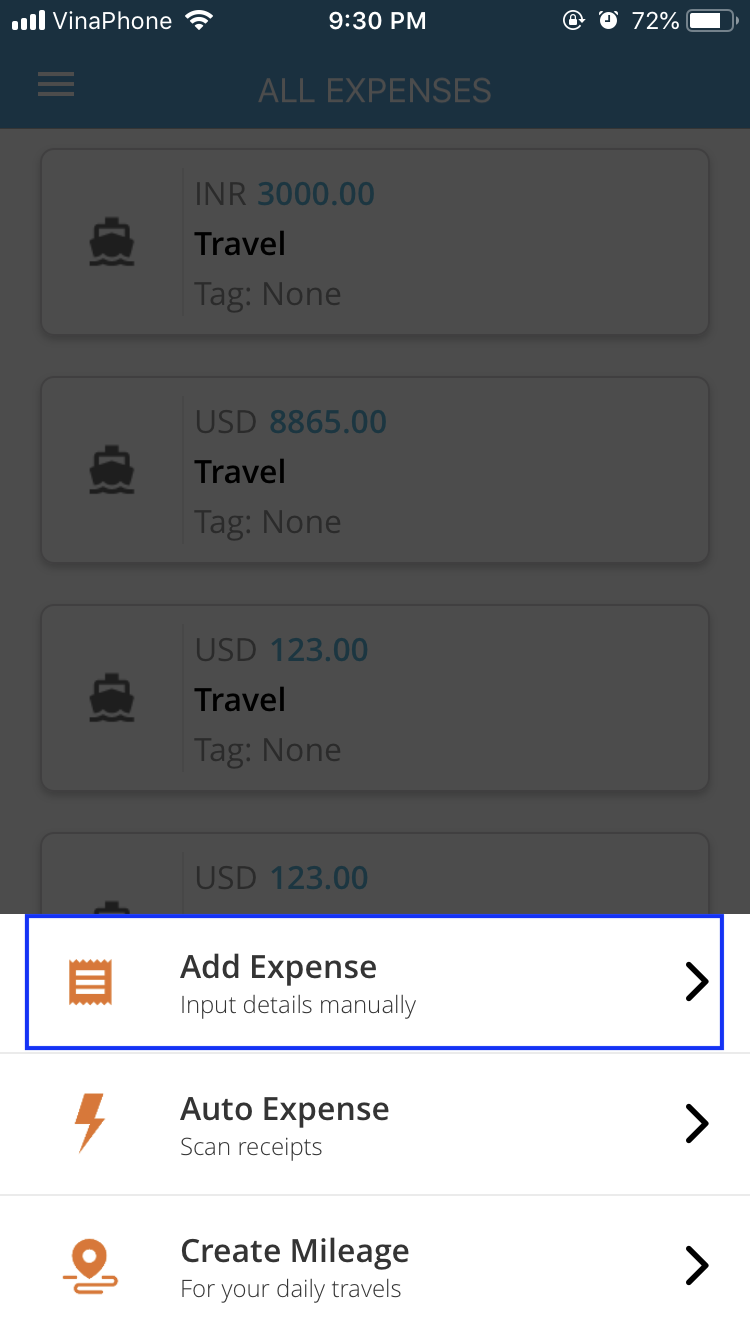 VinaPhone 9:30 PM 72%
ALL EXPENSES
INR 3000.00
Travel
Tag: None
USD 8865.00
Travel
Tag: None
USD 123.00
Travel
Tag: None
USD 123.00
Add Expense
Input details manually
Auto Expense
Scan receipts
Create Mileage
For your daily travels